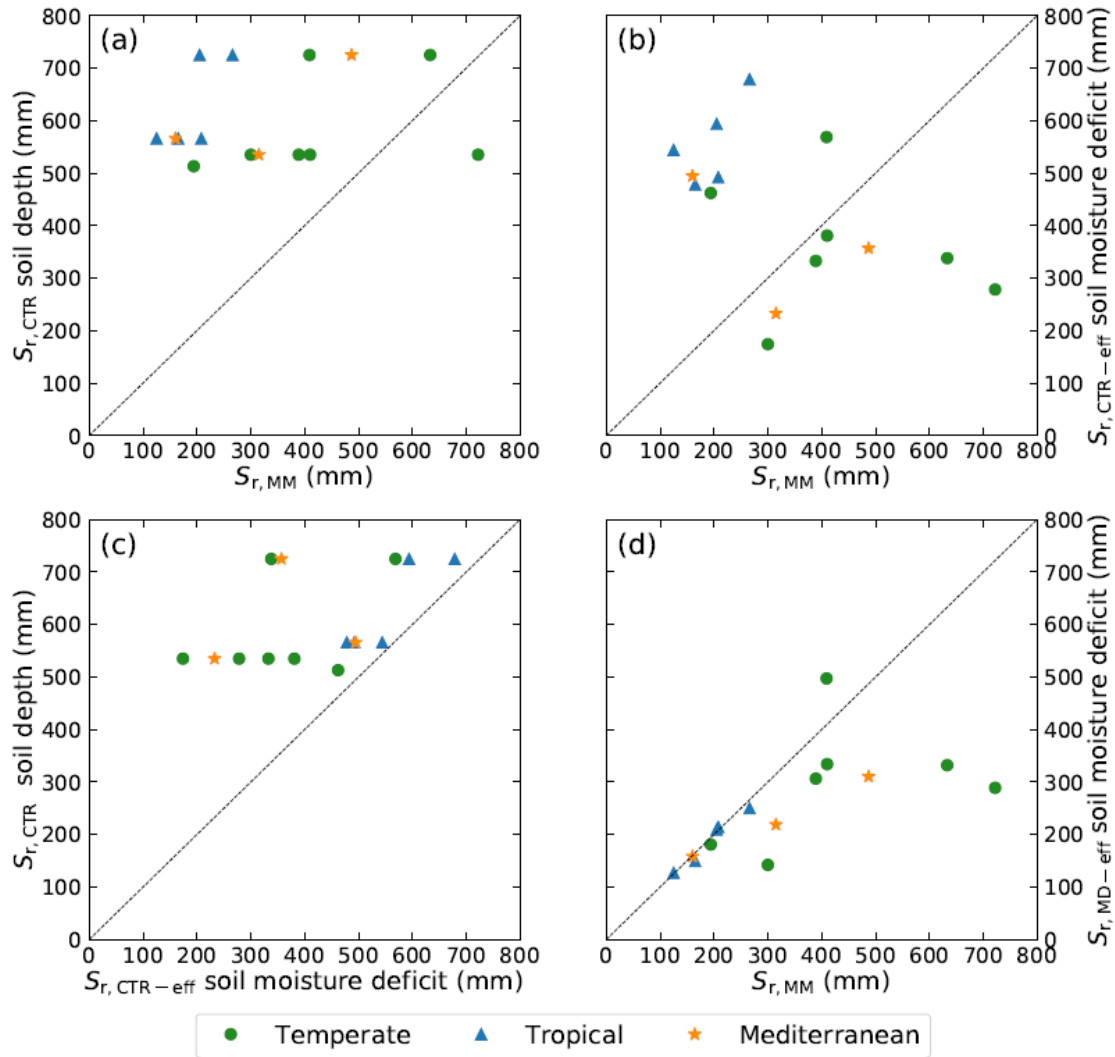 (a)
800
700
600
500
400
300
200
100
0
S_r,CTR soil depth (mm)
0 100 200 300 400 500 600 700 800
S_r,MM (mm)
(b)
800
700
600
500
400
300
200
100
0
S_r,CTR−eff soil moisture deficit (mm)
0 100 200 300 400 500 600 700 800
S_r,MM (mm)
(c)
800
700
600
500
400
300
200
100
0
S_r,CTR soil depth (mm)
0 100 200 300 400 500 600 700 800
S_r,CTR−eff soil moisture deficit (mm)
(d)
800
700
600
500
400
300
200
100
0
S_r,MD−eff soil moisture deficit (mm)
0 100 200 300 400 500 600 700 800
S_r,MM (mm)
Temperate Tropical Mediterranean